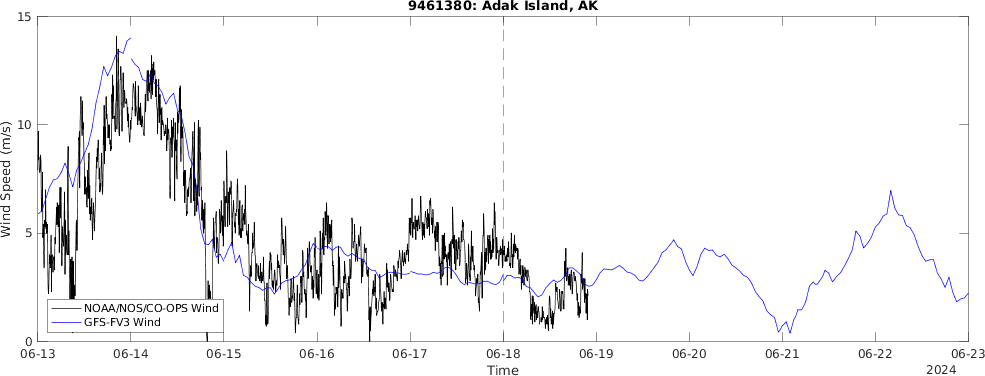 9461380: Adak Island, AK
Wind Speed (m/s)
15
10
5
0
NOAA/NOS/CO-OPS Wind
GFS-FV3 Wind
06-13 06-14 06-15 06-16 06-17 06-18 06-19 06-20 06-21 06-22 06-23
Time
2024